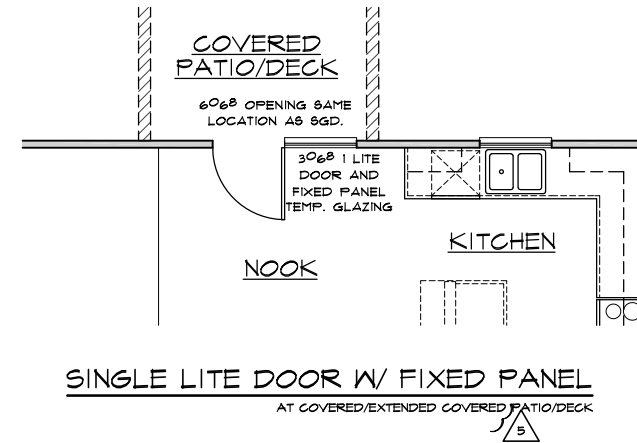 COVERED
PATIO/DECK
6068 OPENING SAME
LOCATION AS SGD.
3068 1 LITE
DOOR AND
FIXED PANEL
TEMP. GLAZING
KITCHEN
NOOK
SINGLE LITE DOOR W/ FIXED PANEL
AT COVERED/EXTENDED COVERED PATIO/DECK
5